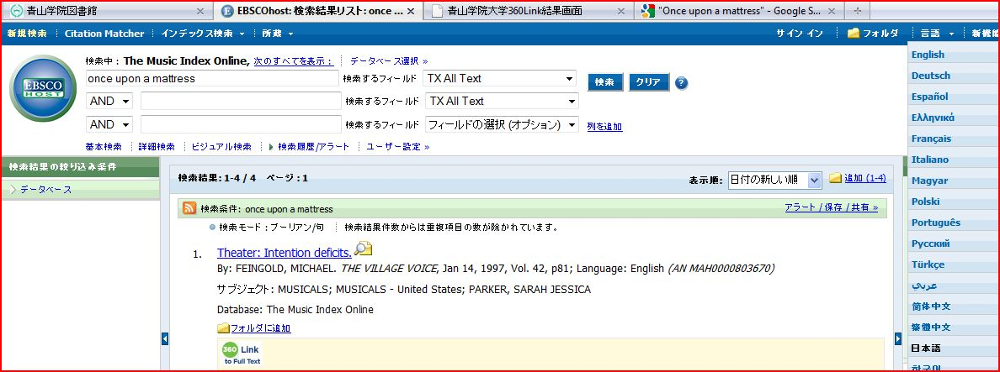 青山学院図書館
EBSCOhost: 検索結果リスト: once ...
青山学院大学360Link結果画面
"Once upon a mattress" - Google S...
新規検索 Citation Matcher インデックス検索 所蔵 サイン イン フォルダ 言語
検索中： The Music Index Online, 次のすべてを表示： データベース選択 »
EBSCO HOST
once upon a mattress 検索するフィールド TX All Text 検索 クリア ?
AND 検索するフィールド TX All Text
AND 検索するフィールド フィールドの選択 (オプション) 列を追加
基本検索 詳細検索 ビジュアル検索 検索履歴/アラート ユーザー設定 »
検索結果の絞り込み条件
データベース
検索結果: 1-4 / 4 ページ : 1
表示順: 日付の新しい順 追加 (1-4)
検索条件: once upon a mattress アラート / 保存 / 共有 »
検索モード : ブーリアン/句 検索結果件数からは重複項目の数が除かれています。
1. Theater: Intention deficits.
By: FEINGOLD, MICHAEL. THE VILLAGE VOICE, Jan 14, 1997, Vol. 42, p81; Language: English (AN MAH0000803670)
サブジェクト: MUSICALS; MUSICALS - United States; PARKER, SARAH JESSICA
Database: The Music Index Online
フォルダに追加
360 Link
to Full Text
English
Deutsch
Español
Ελληνικά
Français
Italiano
Magyar
Polski
Português
Русский
Türkçe
عربي
简体中文
繁體中文
日本語
한국어